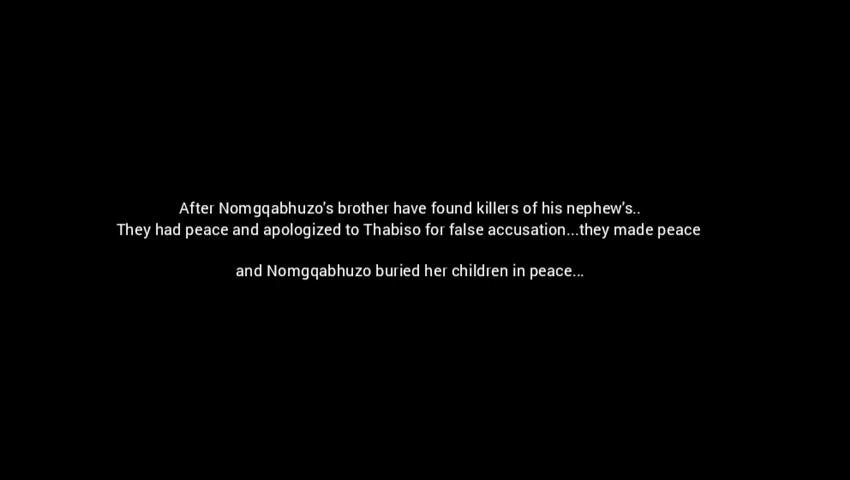 After Nomgqabhuzo's brother have found killers of his nephew's..
They had peace and apologized to Thabiso for false accusation...they made peace
and Nomgqabhuzo buried her children in peace...